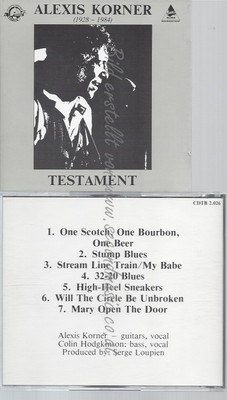 ALEXIS KORNER
(1928 - 1984)
TESTAMENT
CDTB 2.026
1. One Scotch, One Bourbon,
One Beer
2. Stump Blues
3. Stream Line Train/My Babe
4. 32-20 Blues
5. High-Heel Sneakers
6. Will The Circle Be Unbroken
7. Mary Open The Door
Alexis Korner – guitars, vocal
Colin Hodgkinson: bass, vocal
Produced by Serge Loupien